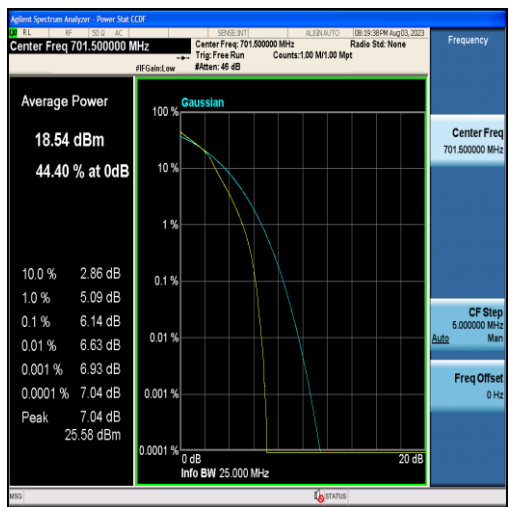 Agilent Spectrum Analyzer - Power Stat CCDF
RL RF 50 Ω AC SENSE:INT ALIGN AUTO 08:19:38 PM Aug 03, 2023
Center Freq 701.500000 MHz
Center Freq: 701.500000 MHz Radio Std: None
Trig: Free Run Counts:1.00 M/1.00 Mpt
#IFGain:Low #Atten: 46 dB
Frequency
Average Power
18.54 dBm
44.40 % at 0dB
10.0 % 2.86 dB
1.0 % 5.09 dB
0.1 % 6.14 dB
0.01 % 6.63 dB
0.001 % 6.93 dB
0.0001 % 7.04 dB
Peak 7.04 dB
25.58 dBm
Gaussian
100 %
10 %
1 %
0.1 %
0.01 %
0.001 %
0.0001 %
0 dB 20 dB
Info BW 25.000 MHz
Center Freq
701.500000 MHz
CF Step
5.000000 MHz
Auto Man
Freq Offset
0 Hz
MSG STATUS